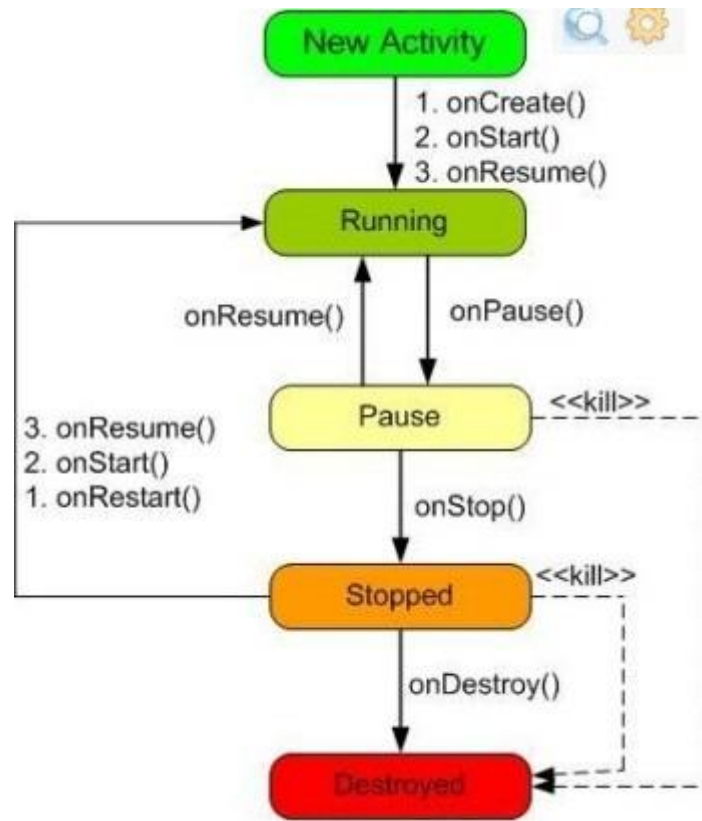 New Activity
1. onCreate()
2. onStart()
3. onResume()
Running
onResume()
onPause()
Pause
<<kill>>
3. onResume()
2. onStart()
1. onRestart()
onStop()
Stopped
<<kill>>
onDestroy()
Destroyed